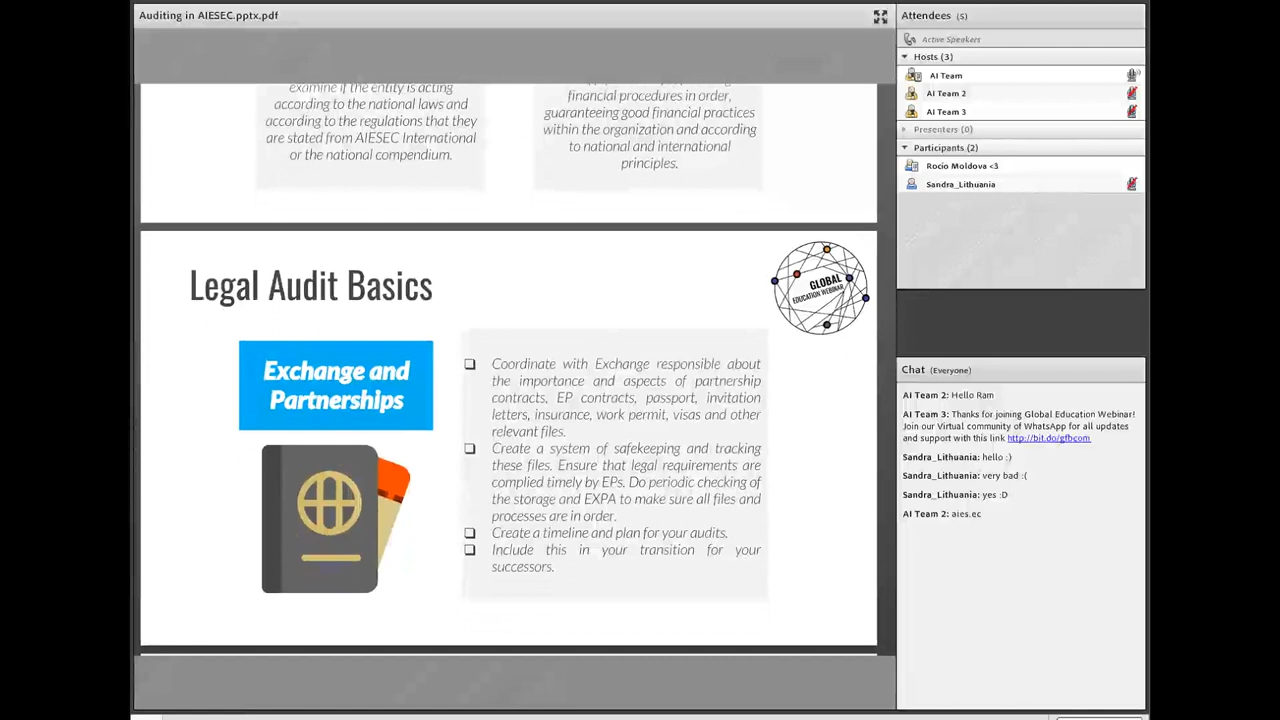 Auditing in AIESEC.pptx.pdf
examine if the entity is acting
according to the national laws and
according to the regulations that they
are stated from AIESEC International
or the national compendium.
financial procedures in order,
guaranteeing good financial practices
within the organization and according
to national and international
principles.
Legal Audit Basics
GLOBAL
EDUCATION WEBINAR
Exchange and
Partnerships
Coordinate with Exchange responsible about
the importance and aspects of partnership
contracts, EP contracts, passport, invitation
letters, insurance, work permit, visas and other
relevant files.
Create a system of safekeeping and tracking
these files. Ensure that legal requirements are
complied timely by EPs. Do periodic checking of
the storage and EXPA to make sure all files and
processes are in order.
Create a timeline and plan for your audits.
Include this in your transition for your
successors.
Attendees (5)
Active Speakers
Hosts (3)
AI Team
AI Team 2
AI Team 3
Presenters (0)
Participants (2)
Rocio Moldova <3
Sandra_Lithuania
Chat (Everyone)
AI Team 2: Hello Ram
AI Team 3: Thanks for joining Global Education Webinar!
Join our Virtual community of WhatsApp for all updates
and support with this link http://bit.do/gfbcom
Sandra_Lithuania: hello :)
Sandra_Lithuania: very bad :(
Sandra_Lithuania: yes :D
AI Team 2: aies.ec